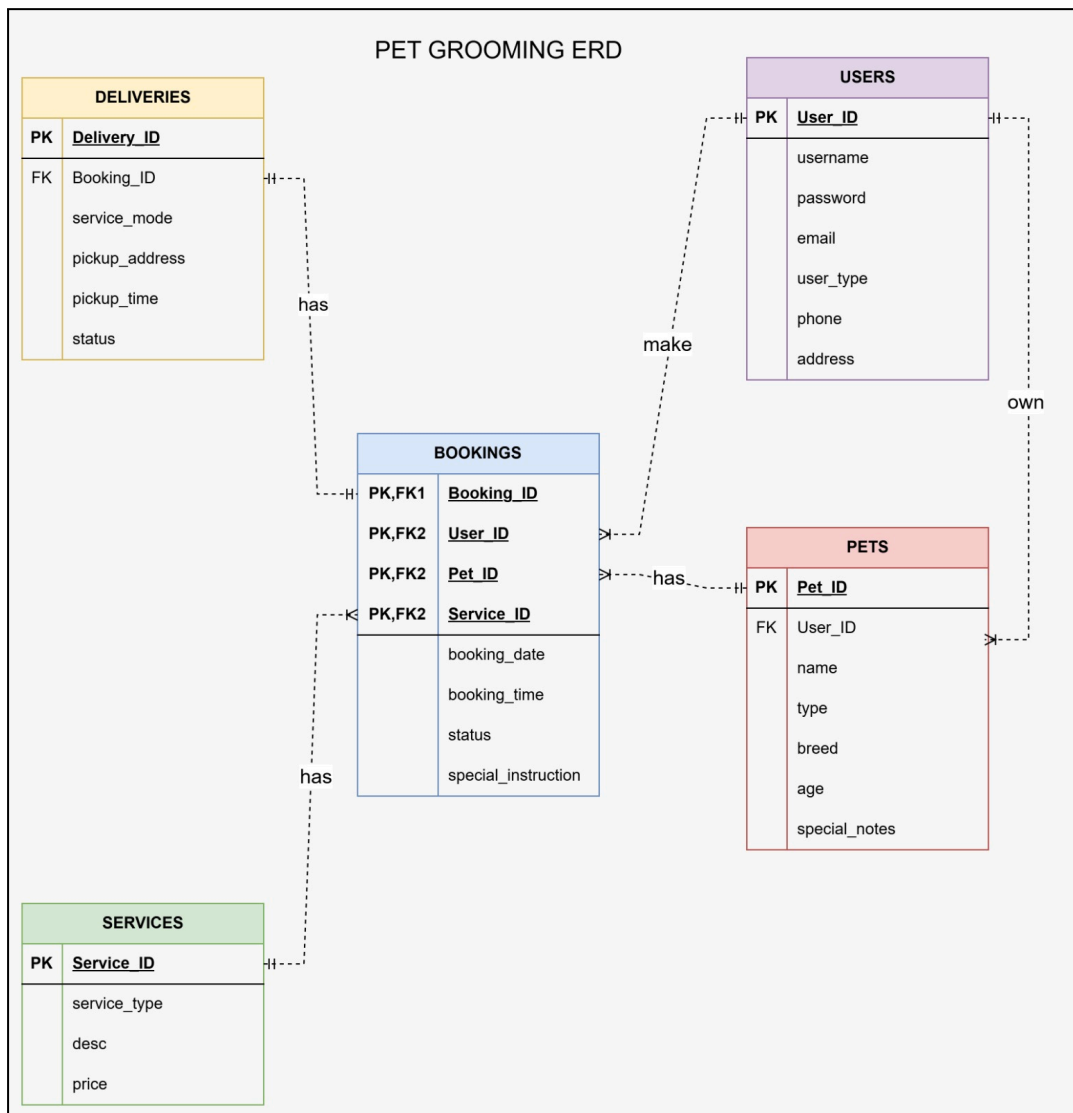 PET GROOMING ERD
DELIVERIES
PK Delivery_ID
FK Booking_ID
service_mode
pickup_address
pickup_time
status
USERS
PK User_ID
username
password
email
user_type
phone
address
has
make
own
BOOKINGS
PK,FK1 Booking_ID
PK,FK2 User_ID
PK,FK2 Pet_ID
PK,FK2 Service_ID
booking_date
booking_time
status
special_instruction
has
PETS
PK Pet_ID
FK User_ID
name
type
breed
age
special_notes
has
SERVICES
PK Service_ID
service_type
desc
price